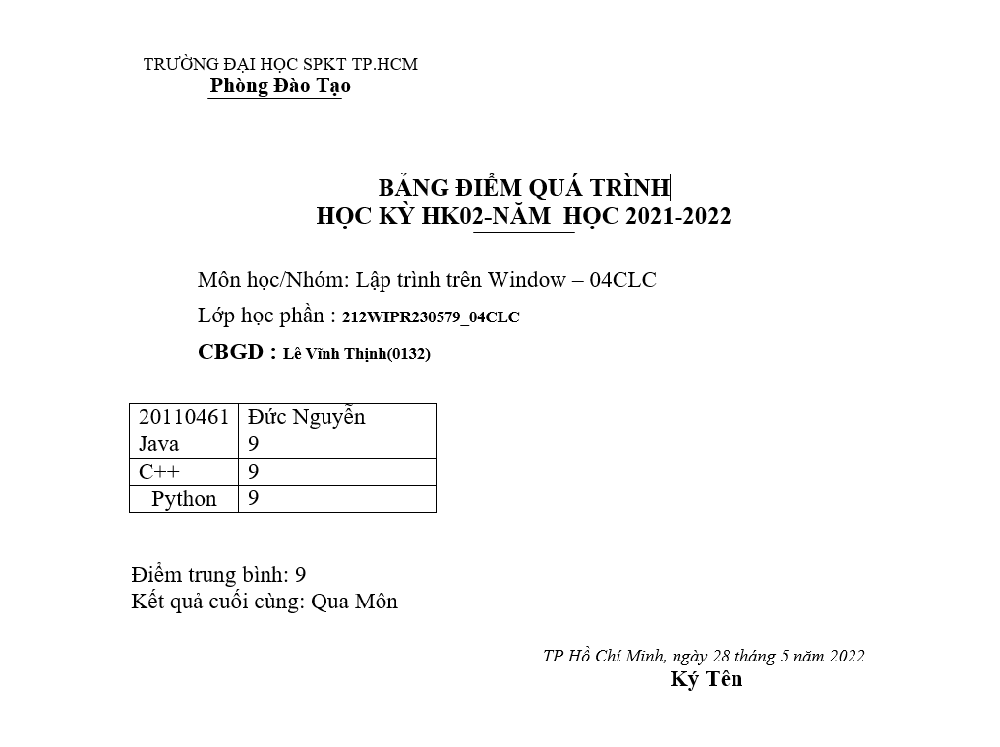 TRƯỜNG ĐẠI HỌC SPKT TP.HCM
Phòng Đào Tạo
BẢNG ĐIỂM QUÁ TRÌNH
HỌC KỲ HK02-NĂM  HỌC 2021-2022
Môn học/Nhóm: Lập trình trên Window – 04CLC
Lớp học phần : 212WIPR230579_04CLC
CBGD : Lê Vĩnh Thịnh(0132)
20110461 Đức Nguyễn
Java 9
C++ 9
Python 9
Điểm trung bình: 9
Kết quả cuối cùng: Qua Môn
TP Hồ Chí Minh, ngày 28 tháng 5 năm 2022
Ký Tên